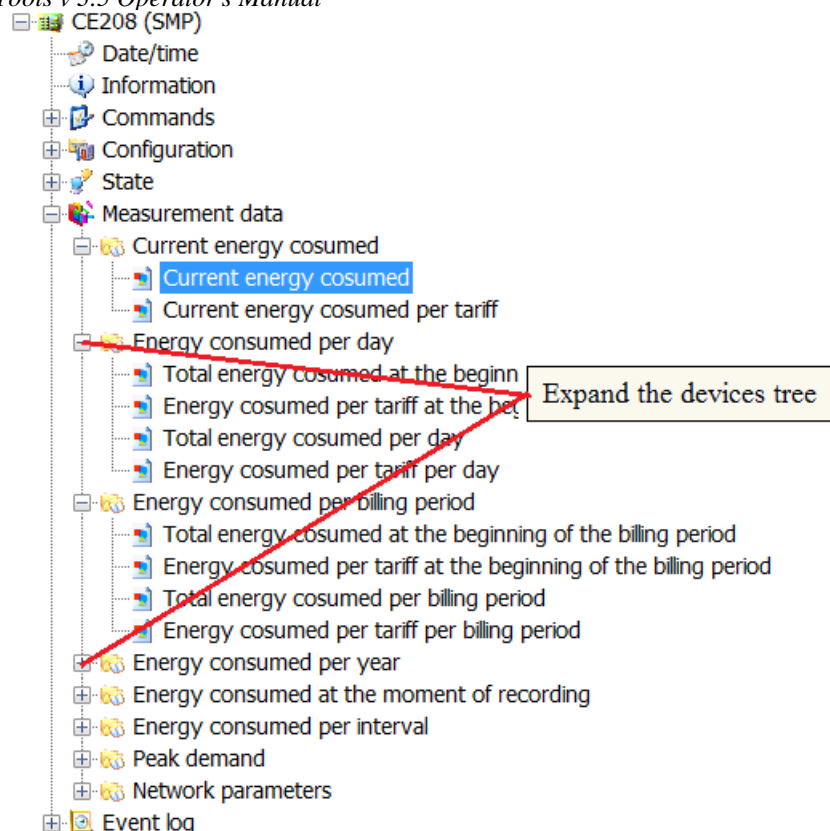 Tools v 3.5 Operator's Manual
CE208 (SMP)
Date/time
Information
Commands
Configuration
State
Measurement data
Current energy cosumed
Current energy cosumed
Current energy cosumed per tariff
Energy consumed per day
Total energy cosumed at the beginn
Energy cosumed per tariff at the beg
Expand the devices tree
Total energy cosumed per day
Energy cosumed per tariff per day
Energy consumed per billing period
Total energy cosumed at the beginning of the billing period
Energy cosumed per tariff at the beginning of the billing period
Total energy cosumed per billing period
Energy cosumed per tariff per billing period
Energy consumed per year
Energy consumed at the moment of recording
Energy consumed per interval
Peak demand
Network parameters
Event log